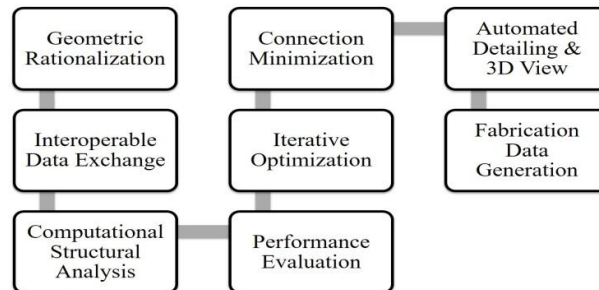 Geometric
Rationalization
Interoperable
Data Exchange
Computational
Structural
Analysis
Performance
Evaluation
Iterative
Optimization
Connection
Minimization
Automated
Detailing &
3D View
Fabrication
Data
Generation